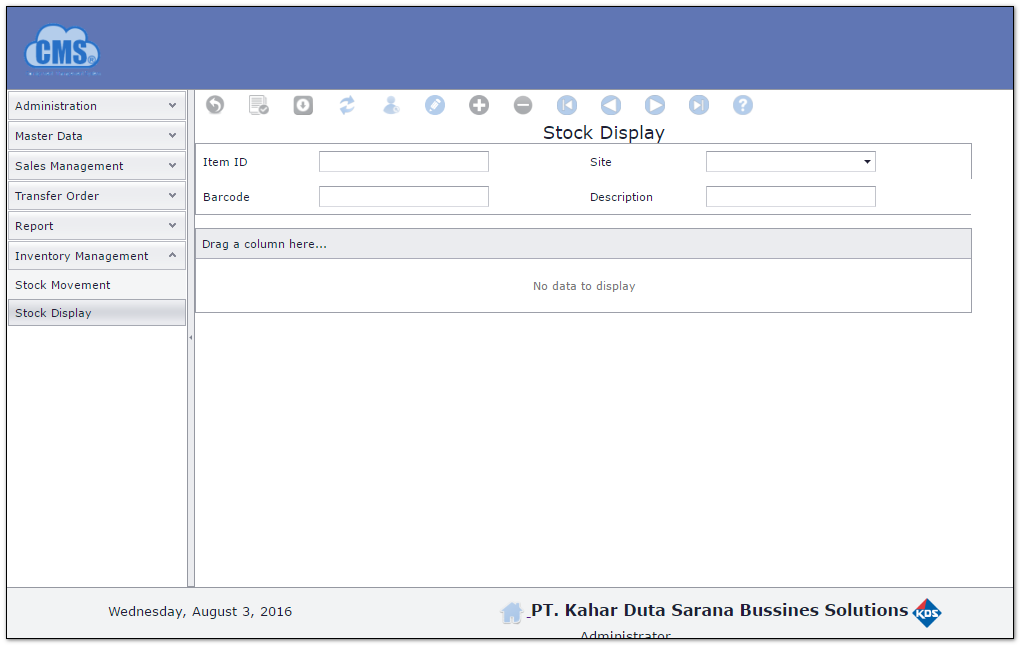 CMS®
Administration
Master Data
Sales Management
Transfer Order
Report
Inventory Management
Stock Movement
Stock Display
?
Stock Display
Item ID
Site
Barcode
Description
Drag a column here...
No data to display
Wednesday, August 3, 2016
PT. Kahar Duta Sarana Bussines Solutions
KDS
Administrator